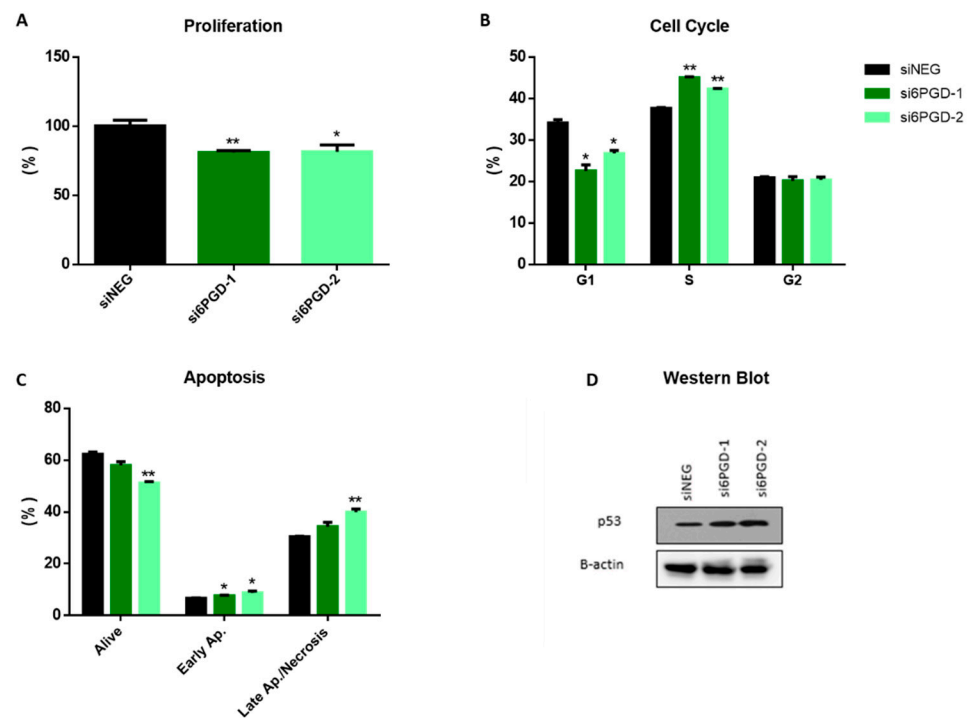 A
Proliferation
150
100
50
0
(% )
**
*
siNEG
si6PGD-1
si6PGD-2
B
Cell Cycle
50
40
30
20
10
0
(% )
*
*
**
**
G1
S
G2
siNEG
si6PGD-1
si6PGD-2
C
Apoptosis
80
60
40
20
0
(% )
**
*
*
**
Alive
Early Ap.
Late Ap./Necrosis
D
Western Blot
siNEG
si6PGD-1
si6PGD-2
p53
B-actin